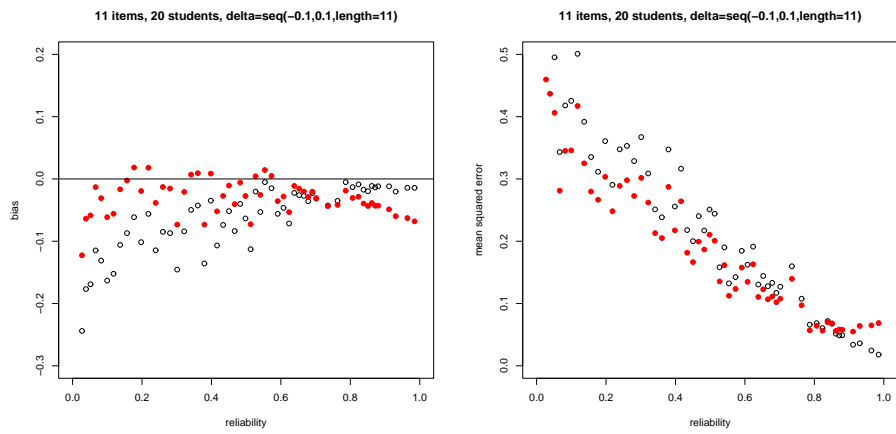 11 items, 20 students, delta=seq(−0.1,0.1,length=11)
bias
0.2
0.1
0.0
−0.1
−0.2
−0.3
0.0 0.2 0.4 0.6 0.8 1.0
reliability
11 items, 20 students, delta=seq(−0.1,0.1,length=11)
mean squared error
0.5
0.4
0.3
0.2
0.1
0.0
0.0 0.2 0.4 0.6 0.8 1.0
reliability